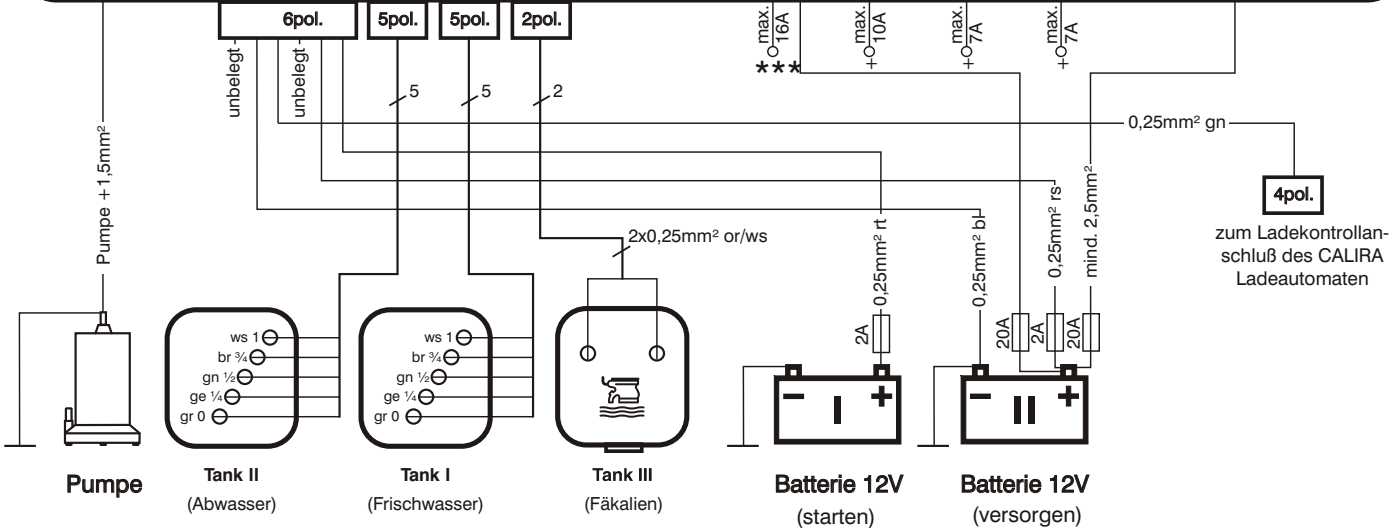 6pol.
5pol.
5pol.
2pol.
max.
16A
***
max.
10A
+
max.
7A
+
max.
7A
+
unbelegt
unbelegt
5
5
2
0,25mm² gn
4pol.
zum Ladekontrollan-
schluß des CALIRA
Ladeautomaten
Pumpe +1,5mm²
2x0,25mm² or/ws
0,25mm² rt
0,25mm² bl
0,25mm² rs
mind. 2,5mm²
2A
20A
2A
20A
ws 1
br ¾
gn ½
ge ¼
gr 0
ws 1
br ¾
gn ½
ge ¼
gr 0
− I +
− II +
Pumpe
Tank II
(Abwasser)
Tank I
(Frischwasser)
Tank III
(Fäkalien)
Batterie 12V
(starten)
Batterie 12V
(versorgen)